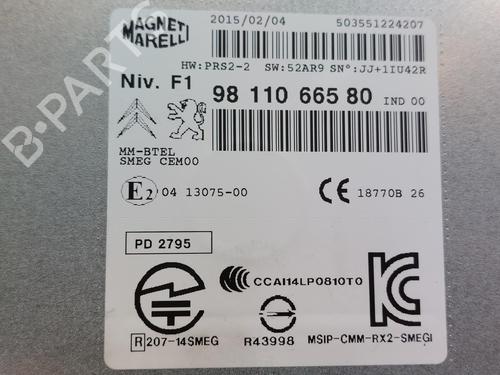 MAGNETI MARELLI
2015/02/04 503551224207
HW:PRS2-2 SW:52AR9 SN°:JJ+1IU42R
Niv. F1 98 110 665 80 IND 00
MM-BTEL
SMEG CEM00
E2 04 13075-00 CE 18770B 26
PD 2795
CCAI14LP0810T0
R 207-14SMEG R43998 MSIP-CMM-RX2-SMEGI
B-PARTS